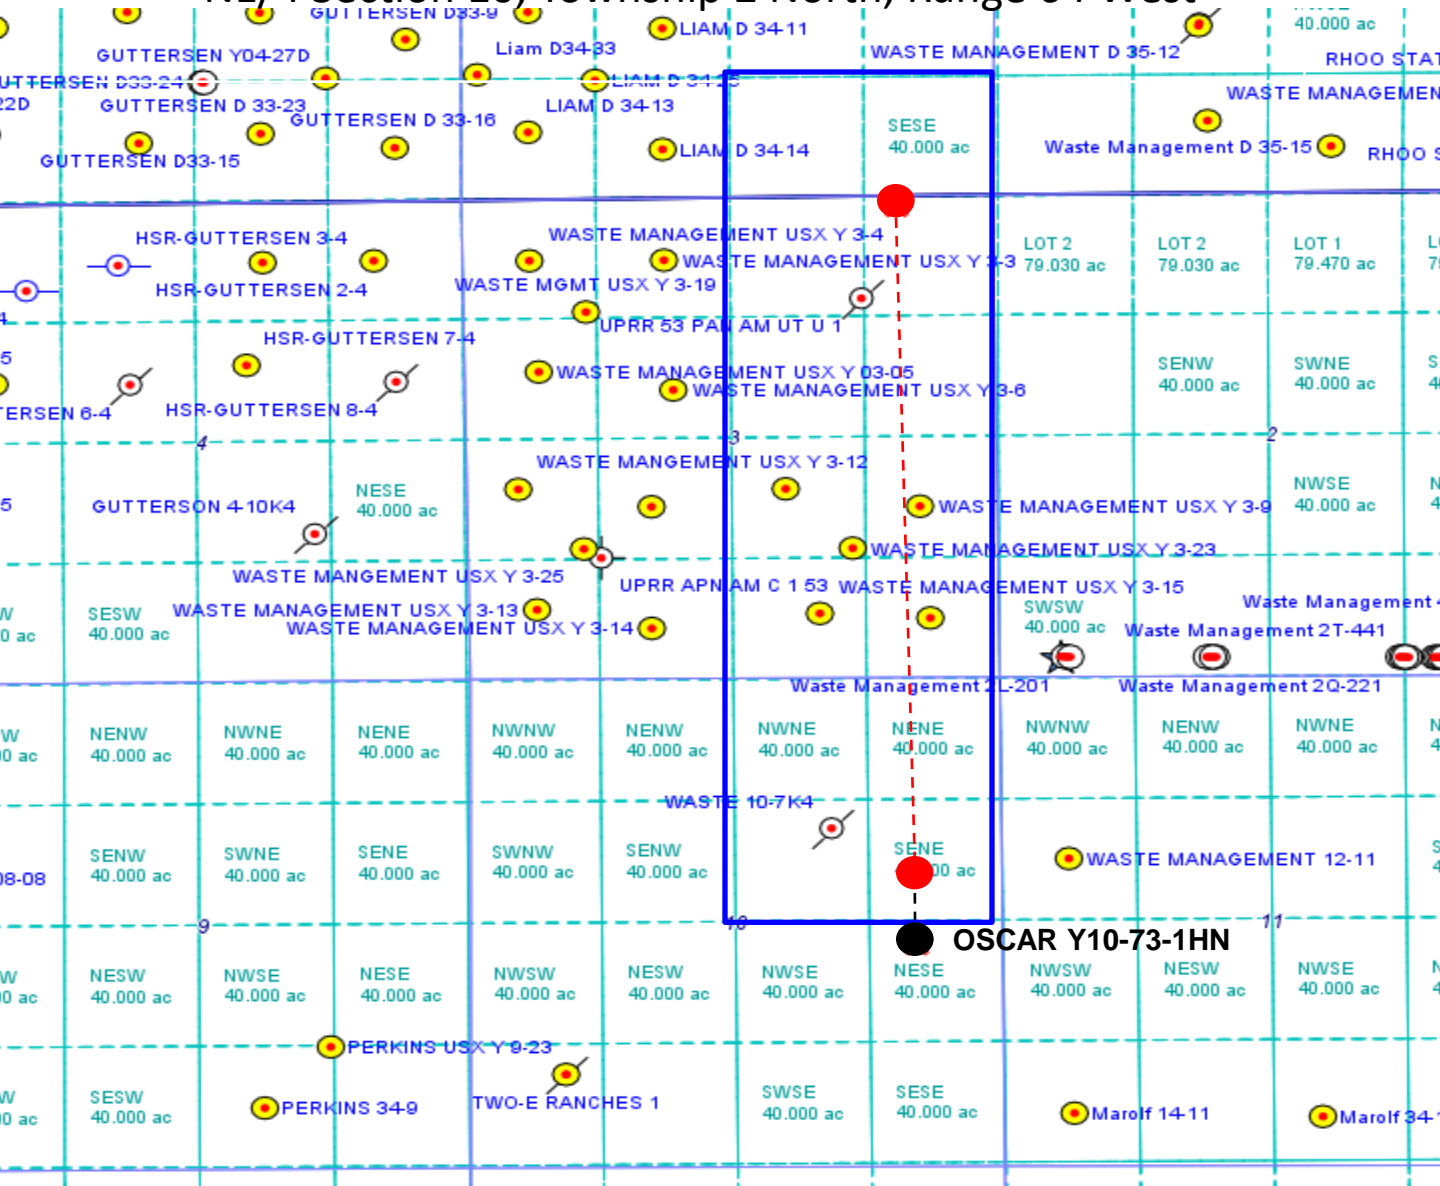 GUTTERSEN D33-9
LIAM D 34-11
40.000 ac
GUTTERSEN Y04-27D
Liam D34-33
WASTE MANAGEMENT D 35-12
RHOO STAT
UTTERSEN D33-24
22D
GUTTERSEN D 33-23
LIAM D 34-13
WASTE MANAGEMEN
GUTTERSEN D 33-16
SESE
40.000 ac
GUTTERSEN D33-15
LIAM D 34-14
Waste Management D 35-15
RHOO S
HSR-GUTTERSEN 3-4
WASTE MANAGEMENT USX Y 3-4
WASTE MANAGEMENT USX Y 3-3
LOT 2
79.030 ac
LOT 2
79.030 ac
LOT 1
79.470 ac
HSR-GUTTERSEN 2-4
WASTE MGMT USX Y 3-19
UPRR 53 PAN AM UT U 1
HSR-GUTTERSEN 7-4
WASTE MANAGEMENT USX Y 03-05
WASTE MANAGEMENT USX Y 3-6
SENW
40.000 ac
SWNE
40.000 ac
TERSEN 6-4
HSR-GUTTERSEN 8-4
4
3
2
WASTE MANGEMENT USX Y 3-12
GUTTERSON 4-10K4
NESE
40.000 ac
WASTE MANAGEMENT USX Y 3-9
NWSE
40.000 ac
WASTE MANAGEMENT USX Y 3-23
WASTE MANGEMENT USX Y 3-25
UPRR APN AM C 1 53
WASTE MANAGEMENT USX Y 3-15
W
0 ac
SESW
40.000 ac
WASTE MANAGEMENT USX Y 3-13
WASTE MANAGEMENT USX Y 3-14
SWSW
40.000 ac
Waste Management 4
Waste Management 2T-441
Waste Management 2L-201
Waste Management 2Q-221
W
0 ac
NENW
40.000 ac
NWNE
40.000 ac
NENE
40.000 ac
NWNW
40.000 ac
NENW
40.000 ac
NWNE
40.000 ac
NENE
40.000 ac
NWNW
40.000 ac
NENW
40.000 ac
NWNE
40.000 ac
WASTE 10-7K4
08-08
SENW
40.000 ac
SWNE
40.000 ac
SENE
40.000 ac
SWNW
40.000 ac
SENW
40.000 ac
SENE
00 ac
WASTE MANAGEMENT 12-11
9
10
11
OSCAR Y10-73-1HN
W
0 ac
NESW
40.000 ac
NWSE
40.000 ac
NESE
40.000 ac
NWSW
40.000 ac
NESW
40.000 ac
NWSE
40.000 ac
NESE
40.000 ac
NWSW
40.000 ac
NESW
40.000 ac
NWSE
40.000 ac
PERKINS USX Y 9-23
W
0 ac
SESW
40.000 ac
PERKINS 34-9
TWO-E RANCHES 1
SWSE
40.000 ac
SESE
40.000 ac
Marolf 14-11
Marolf 34-1